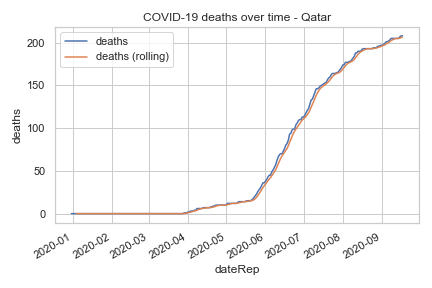 COVID-19 deaths over time - Qatar
deaths
deaths (rolling)
200
150
100
50
0
deaths
2020-01
2020-02
2020-03
2020-04
2020-05
2020-06
2020-07
2020-08
2020-09
dateRep